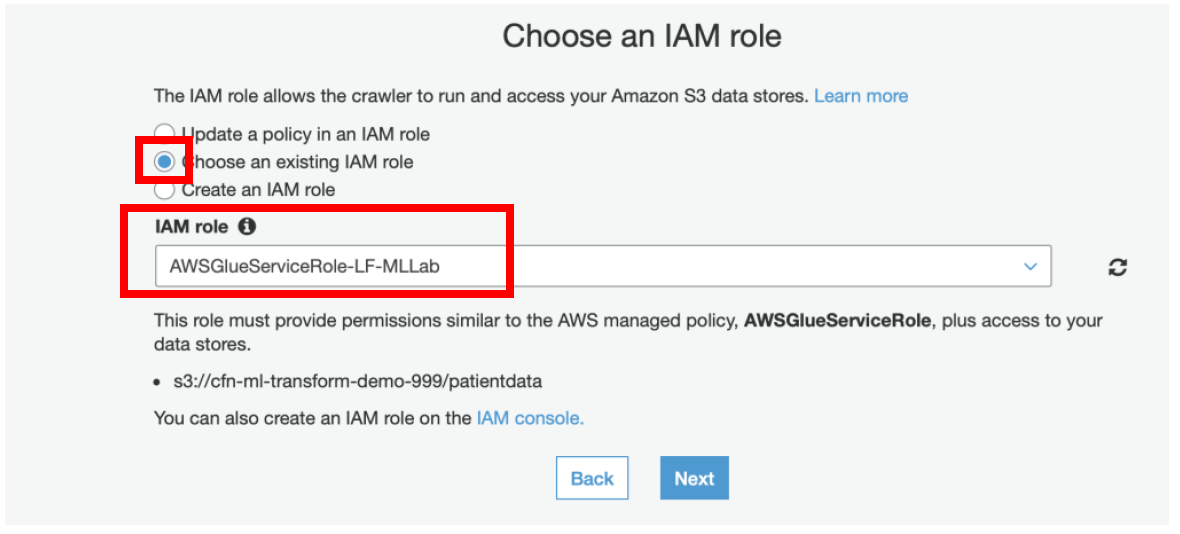 Choose an IAM role
The IAM role allows the crawler to run and access your Amazon S3 data stores. Learn more
Update a policy in an IAM role
Choose an existing IAM role
Create an IAM role
IAM role
AWSGlueServiceRole-LF-MLLab
This role must provide permissions similar to the AWS managed policy, AWSGlueServiceRole, plus access to your
data stores.
• s3://cfn-ml-transform-demo-999/patientdata
You can also create an IAM role on the IAM console.
Back Next